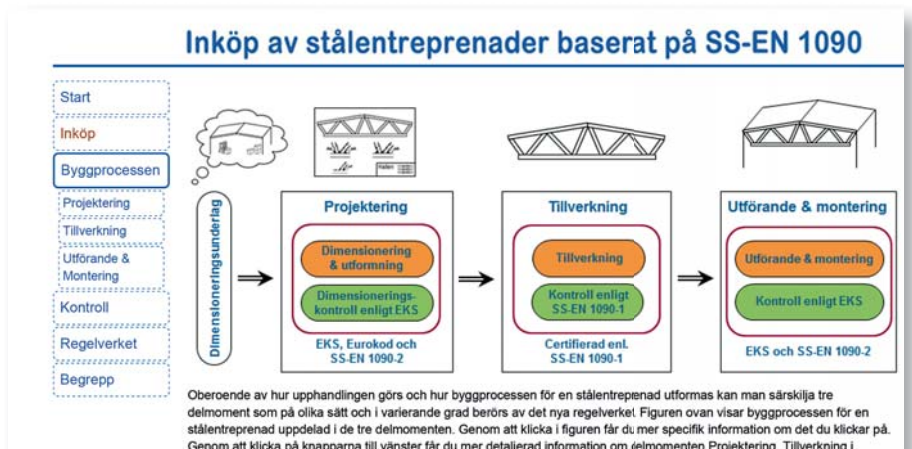 Inköp av stålentreprenader baserat på SS-EN 1090
Start
Inköp
Byggprocessen
Projektering
Tillverkning
Utförande &
Montering
Kontroll
Regelverket
Begrepp
Dimensioneringsunderlag
Projektering
Dimensionering
& utformning
Dimensionerings-
kontroll enligt EKS
EKS, Eurokod och
SS-EN 1090-2
Tillverkning
Tillverkning
Kontroll enligt
SS-EN 1090-1
Certifierad enl.
SS-EN 1090-1
Utförande & montering
Utförande & montering
Kontroll enligt EKS
EKS och SS-EN 1090-2
Oberoende av hur upphandlingen görs och hur byggprocessen för en stålentreprenad utformas kan man särskilja tre
delmoment som på olika sätt och i varierande grad berörs av det nya regelverket. Figuren ovan visar byggprocessen för en
stålentreprenad uppdelad i de tre delmomenten. Genom att klicka i figuren får du mer specifik information om det du klickar på.
Genom att klicka på knapparna till vänster får du mer detaljerad information om delmomenten Projektering, Tillverkning i